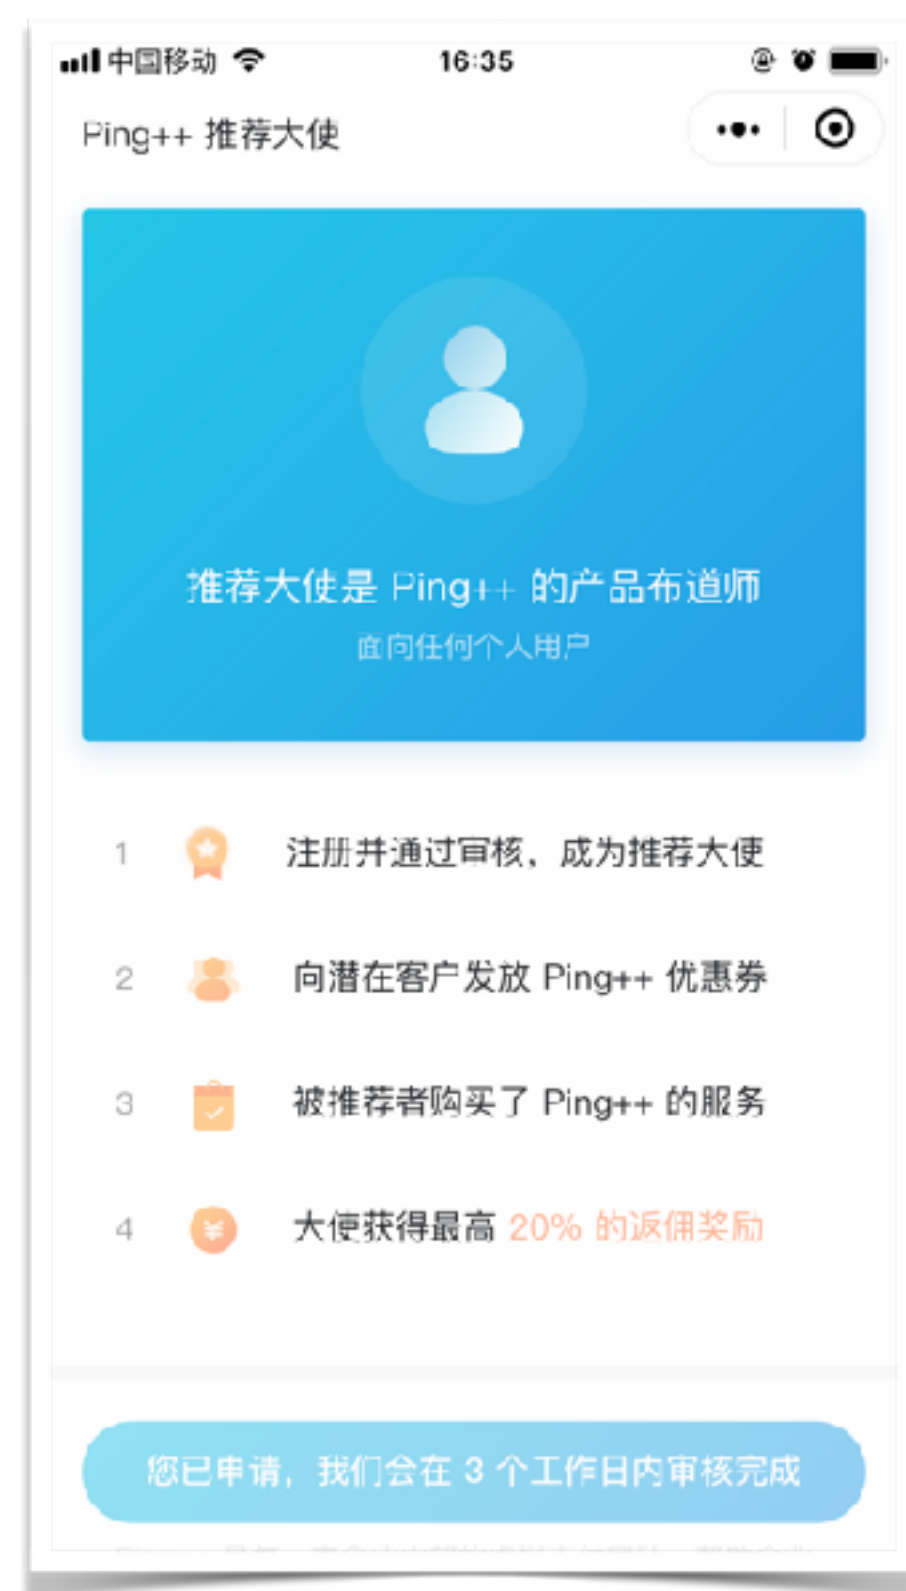 中国移动
16:35
Ping++ 推荐大使
推荐大使是 Ping++ 的产品布道师
面向任何个人用户
1 注册并通过审核，成为推荐大使
2 向潜在客户发放 Ping++ 优惠券
3 被推荐者购买了 Ping++ 的服务
4 大使获得最高 20% 的返佣奖励
您已申请，我们会在 3 个工作日内审核完成